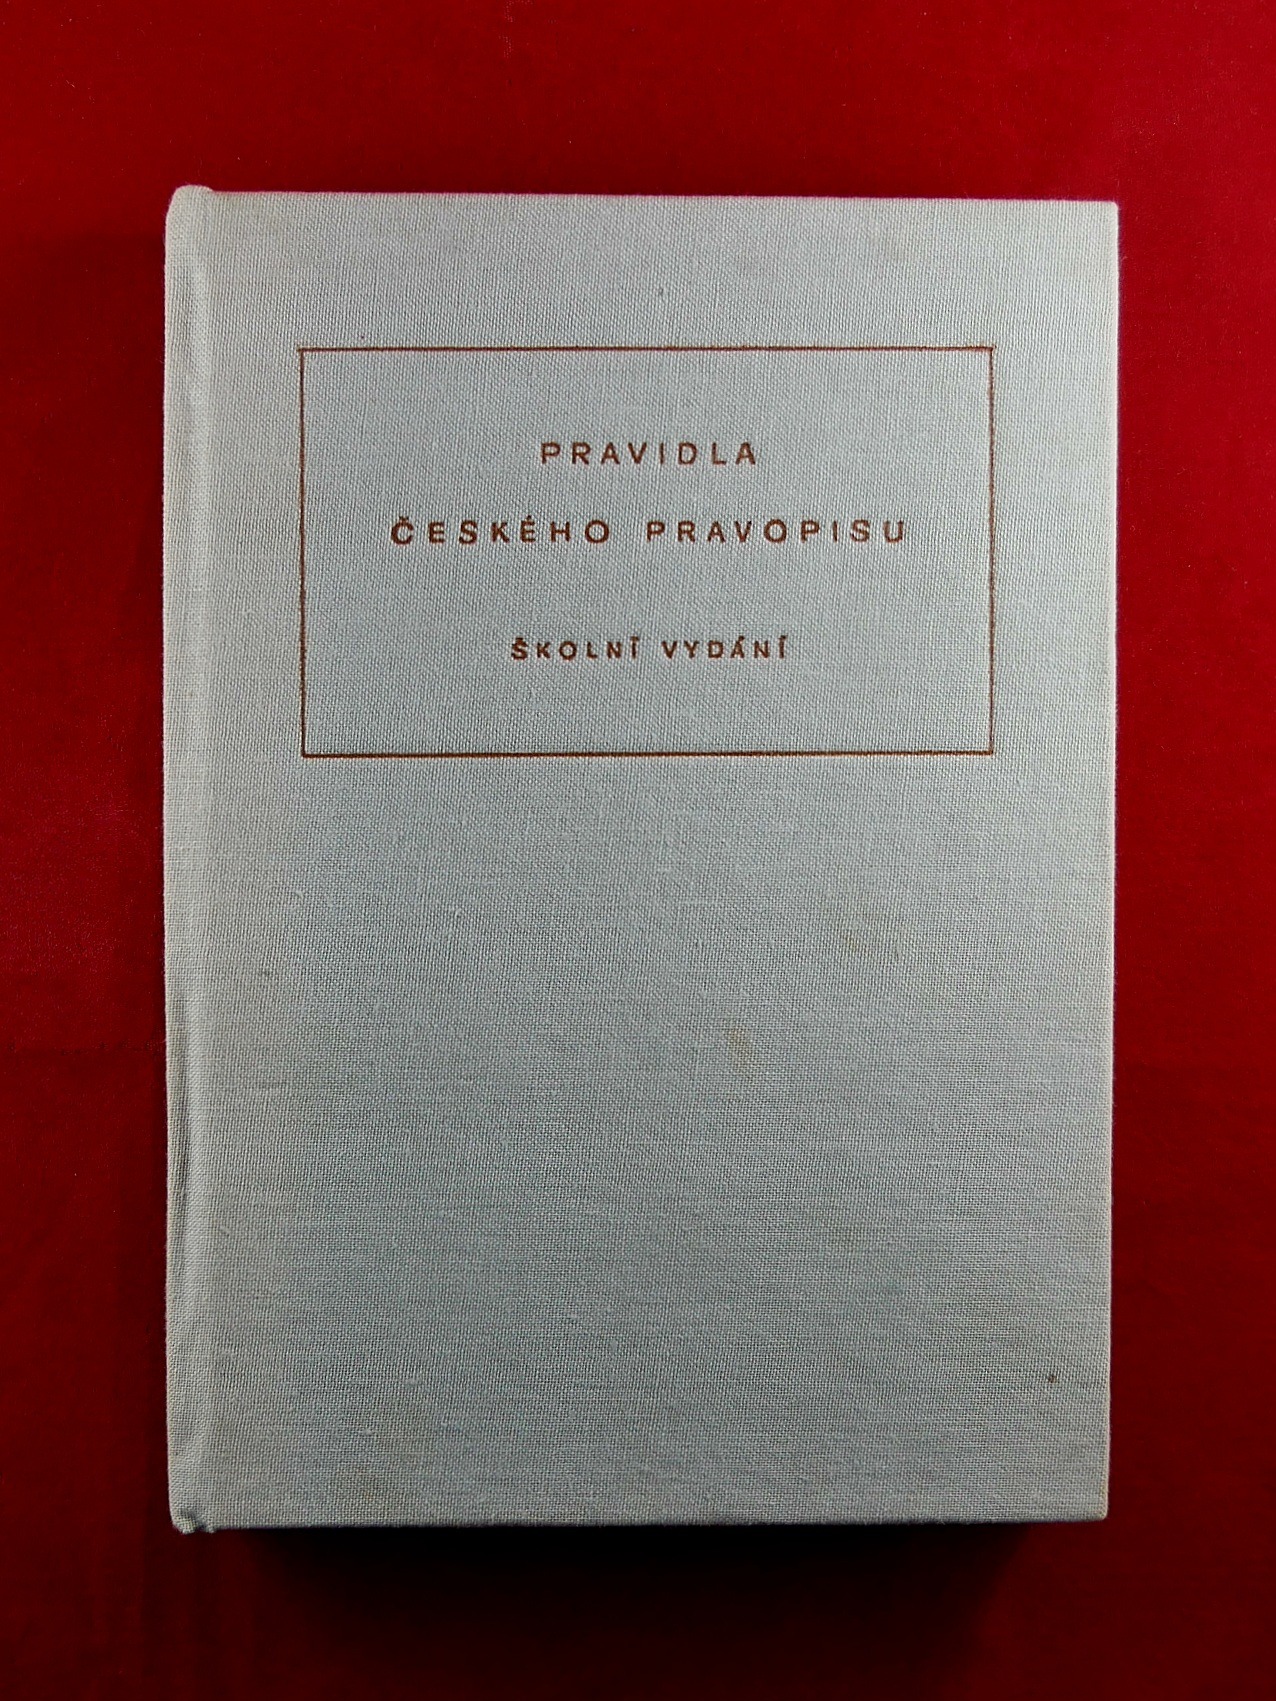 PRAVIDLA
ČESKÉHO PRAVOPISU
ŠKOLNÍ VYDÁNÍ